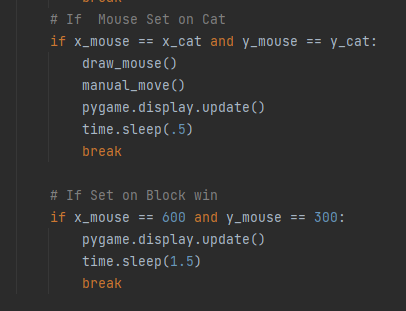 break
# If  Mouse Set on Cat
if x_mouse == x_cat and y_mouse == y_cat:
    draw_mouse()
    manual_move()
    pygame.display.update()
    time.sleep(.5)
    break

# If Set on Block win
if x_mouse == 600 and y_mouse == 300:
    pygame.display.update()
    time.sleep(1.5)
    break